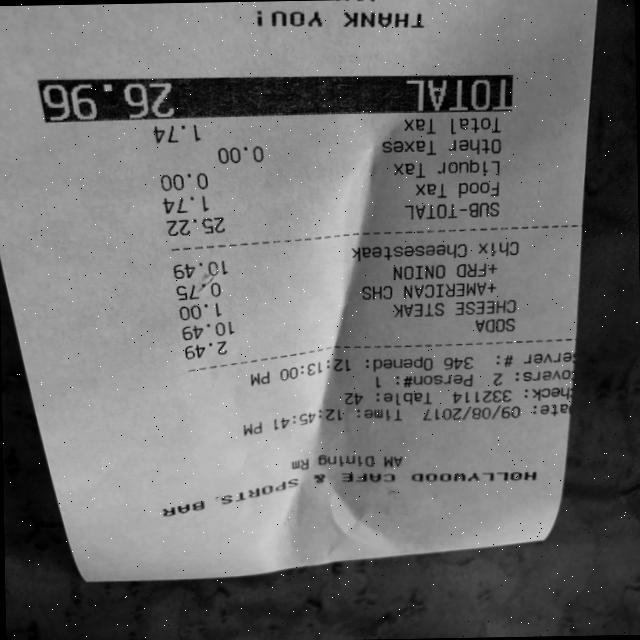 HOLLYWOOD CAFE & SPORTS. BAR
AM Dining Rm
ate: 09/08/2017 Time: 12:45:41 PM
heck: 332114 Table: 42
overs: 2 Person#: 1
erver #: 346 Opened: 12:13:00 PM
SODA 2.49
CHEESE STEAK 10.49
+AMERICAN CHS 1.00
+FRD ONION 0.75
Chix Cheesesteak 10.49
SUB-TOTAL 25.22
Food Tax 1.74
Liquor Tax 0.00
Other Taxes 0.00
Total Tax 1.74
TOTAL 26.96
THANK YOU!